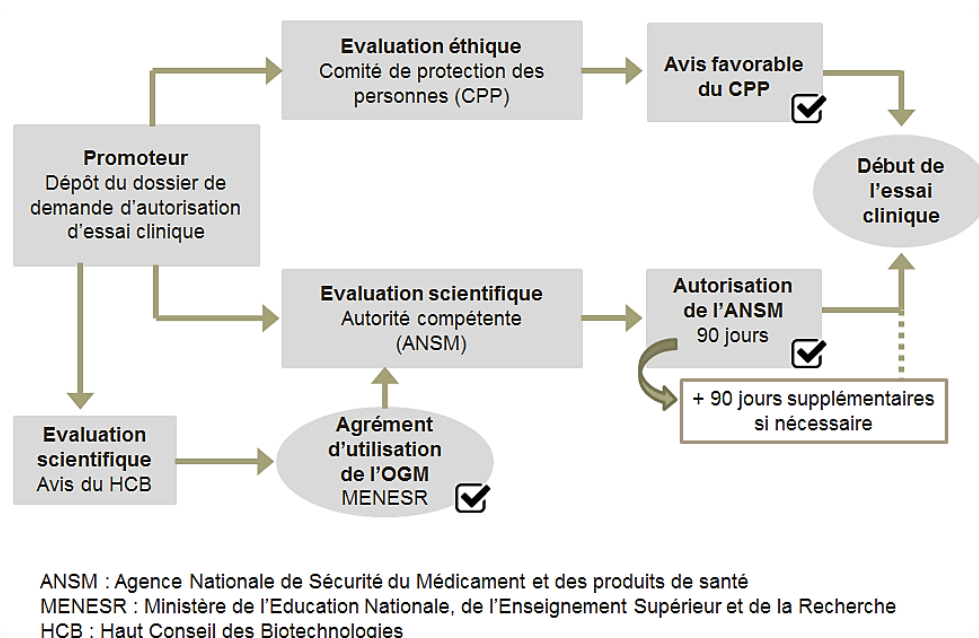 Evaluation éthique
Comité de protection des
personnes (CPP)
Avis favorable
du CPP
Promoteur
Dépôt du dossier de
demande d'autorisation
d'essai clinique
Début de
l'essai
clinique
Evaluation scientifique
Autorité compétente
(ANSM)
Autorisation
de l'ANSM
90 jours
+ 90 jours supplémentaires
si nécessaire
Evaluation
scientifique
Avis du HCB
Agrément
d'utilisation
de l'OGM
MENESR
ANSM : Agence Nationale de Sécurité du Médicament et des produits de santé
MENESR : Ministère de l'Education Nationale, de l'Enseignement Supérieur et de la Recherche
HCB : Haut Conseil des Biotechnologies